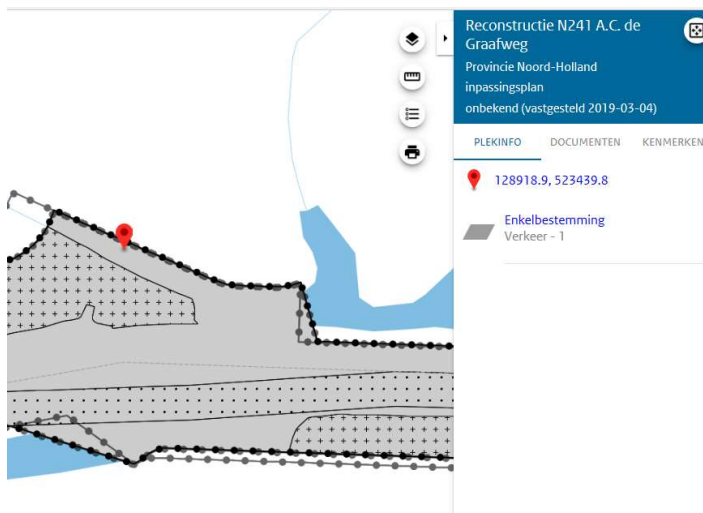 Reconstructie N241 A.C. de
Graafweg
Provincie Noord-Holland
inpassingsplan
onbekend (vastgesteld 2019-03-04)
PLEKINFO DOCUMENTEN KENMERKEN
128918.9, 523439.8
Enkelbestemming
Verkeer - 1